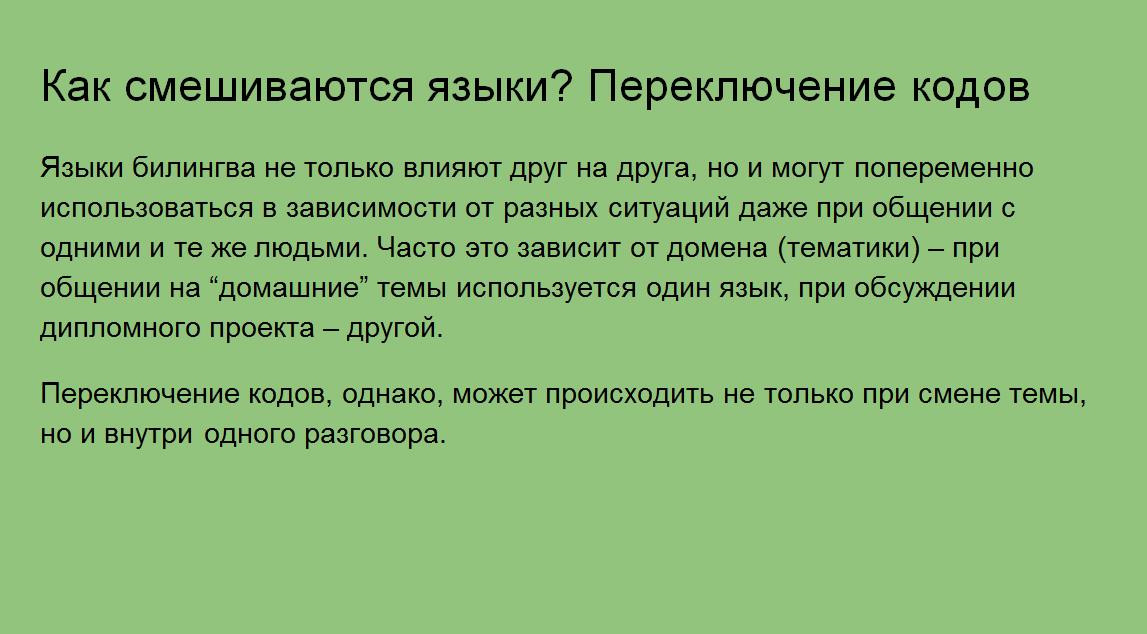 Как смешиваются языки? Переключение кодов
Языки билингва не только влияют друг на друга, но и могут попеременно
использоваться в зависимости от разных ситуаций даже при общении с
одними и те же людьми. Часто это зависит от домена (тематики) – при
общении на “домашние” темы используется один язык, при обсуждении
дипломного проекта – другой.
Переключение кодов, однако, может происходить не только при смене темы,
но и внутри одного разговора.